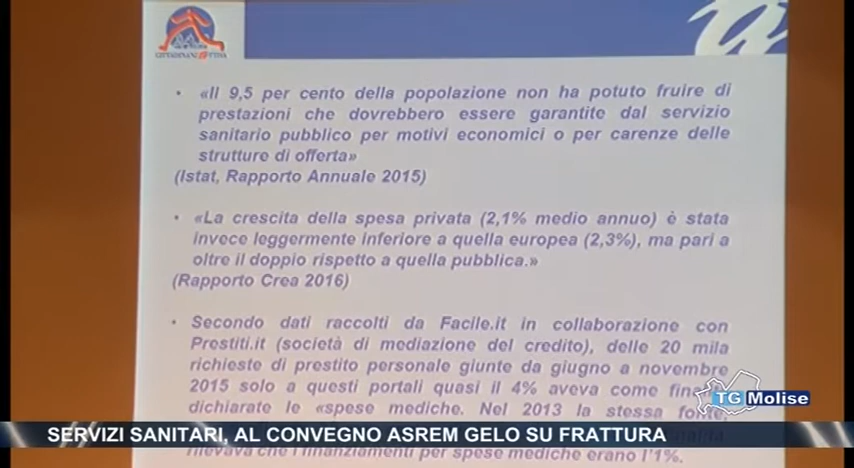 CITTADINANZATTIVA
• «Il 9,5 per cento della popolazione non ha potuto fruire di
prestazioni che dovrebbero essere garantite dal servizio
sanitario pubblico per motivi economici o per carenze delle
strutture di offerta»
(Istat, Rapporto Annuale 2015)
• «La crescita della spesa privata (2,1% medio annuo) è stata
invece leggermente inferiore a quella europea (2,3%), ma pari a
oltre il doppio rispetto a quella pubblica.»
(Rapporto Crea 2016)
• Secondo dati raccolti da Facile.it in collaborazione con
Prestiti.it (società di mediazione del credito), delle 20 mila
richieste di prestito personale giunte da giugno a novembre
2015 solo a questi portali quasi il 4% aveva come
dichiarate le «spese mediche. Nel 2013 la stessa
rilevava che i finanziamenti per spese mediche erano l'1%.
TG Molise
SERVIZI SANITARI, AL CONVEGNO ASREM GELO SU FRATTURA